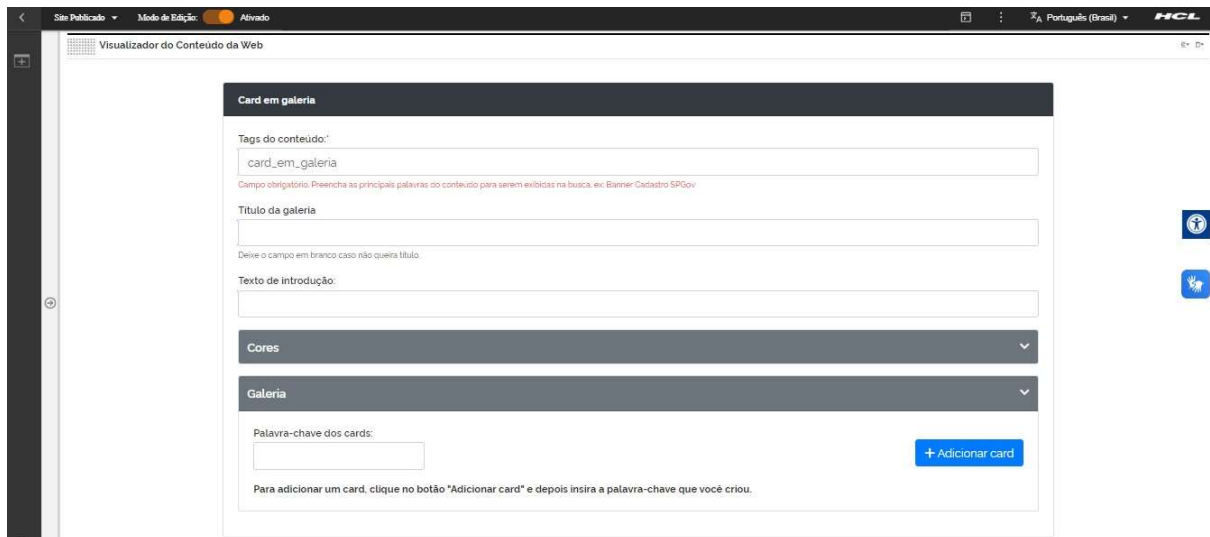 Site Publicado Modo de Edição: Ativado Português (Brasil) HCL
Visualizador do Conteúdo da Web
Card em galeria
Tags do conteúdo:*
card_em_galeria
Campo obrigatório. Preencha as principais palavras do conteúdo para serem exibidas na busca, ex: Banner Cadastro SPGov
Título da galeria
Deixe o campo em branco caso não queira título.
Texto de introdução:
Cores
Galeria
Palavra-chave dos cards:
+ Adicionar card
Para adicionar um card, clique no botão "Adicionar card" e depois insira a palavra-chave que você criou.